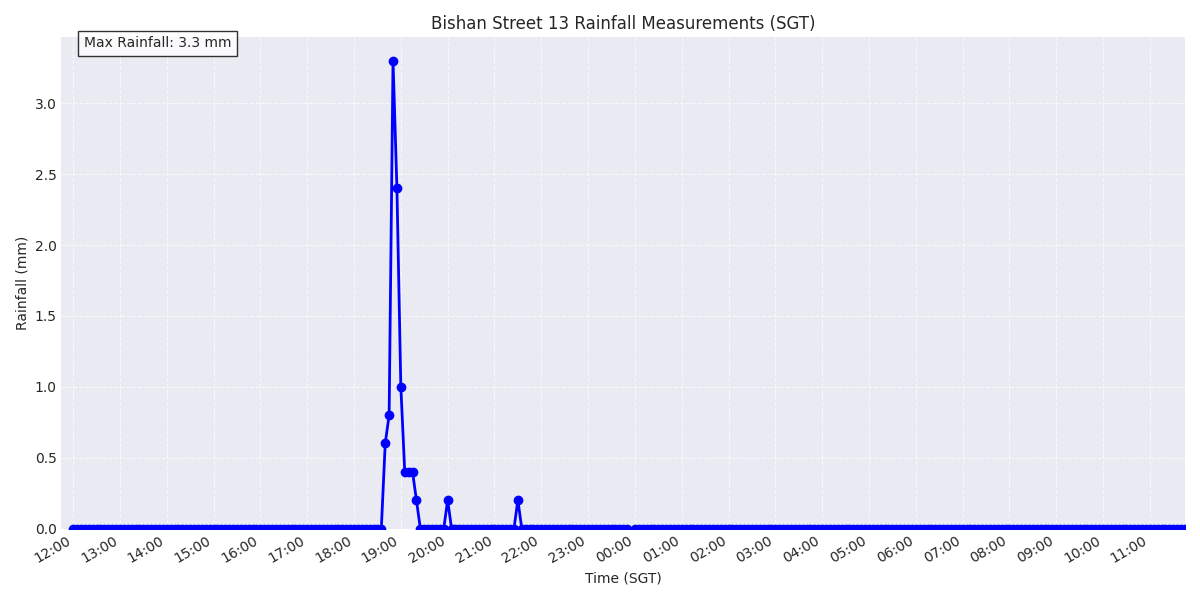 Bishan Street 13 Rainfall Measurements (SGT)
Max Rainfall: 3.3 mm
Rainfall (mm)
3.0
2.5
2.0
1.5
1.0
0.5
0.0
12:00 13:00 14:00 15:00 16:00 17:00 18:00 19:00 20:00 21:00 22:00 23:00 00:00 01:00 02:00 03:00 04:00 05:00 06:00 07:00 08:00 09:00 10:00 11:00
Time (SGT)